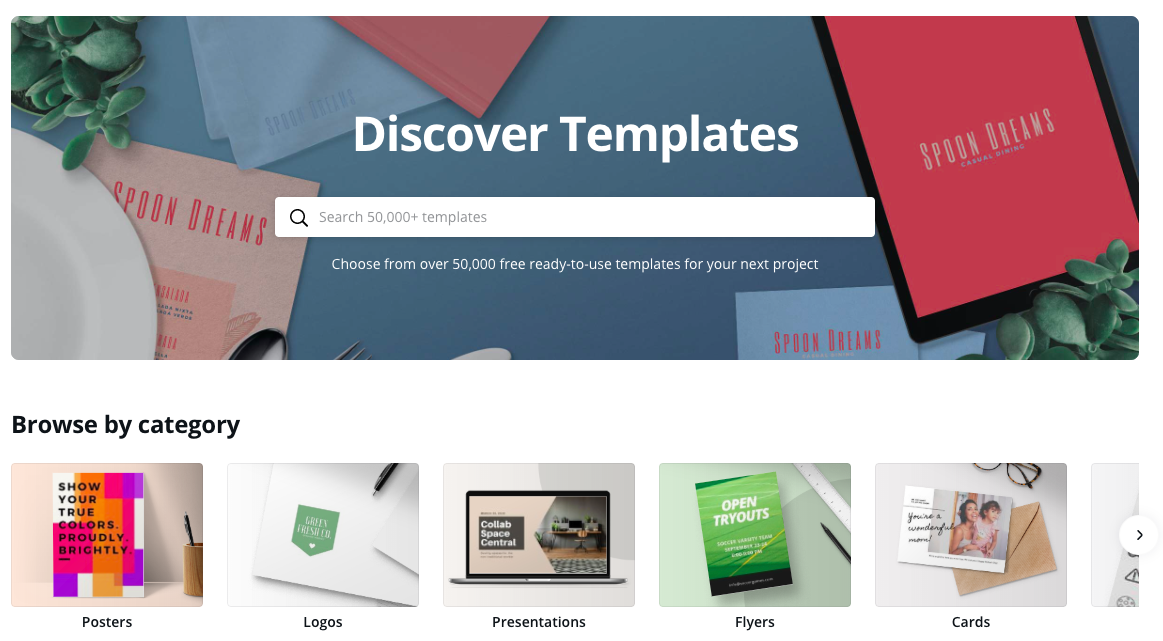 SPOON DREAMS
Discover Templates
SPOON DREAMS
CASUAL DINING
SPOON DREAMS
Search 50,000+ templates
Choose from over 50,000 free ready-to-use templates for your next project
SPOON DREAMS
Browse by category
SHOW
YOUR
TRUE
COLORS.
PROUDLY.
BRIGHTLY.
GREEN
FRESH CO.
Collab
Space
Central
OPEN
TRYOUTS
SOCCER VARSITY TEAM
You're a
wonderful
mom!
Posters
Logos
Presentations
Flyers
Cards